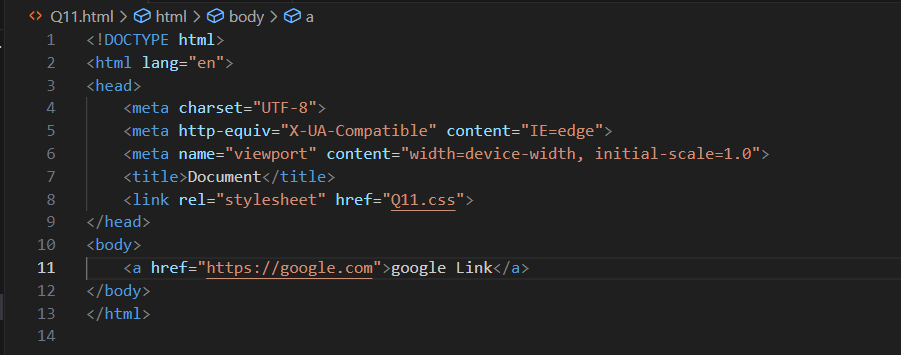 Q11.html > html > body > a
1 <!DOCTYPE html>
2 <html lang="en">
3 <head>
4 <meta charset="UTF-8">
5 <meta http-equiv="X-UA-Compatible" content="IE=edge">
6 <meta name="viewport" content="width=device-width, initial-scale=1.0">
7 <title>Document</title>
8 <link rel="stylesheet" href="Q11.css">
9 </head>
10 <body>
11 <a href="https://google.com">google Link</a>
12 </body>
13 </html>
14